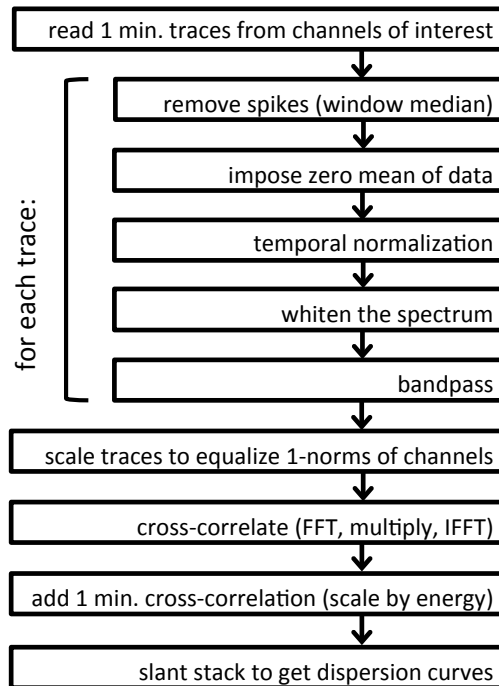 read 1 min. traces from channels of interest
for each trace:
remove spikes (window median)
impose zero mean of data
temporal normalization
whiten the spectrum
bandpass
scale traces to equalize 1-norms of channels
cross-correlate (FFT, multiply, IFFT)
add 1 min. cross-correlation (scale by energy)
slant stack to get dispersion curves